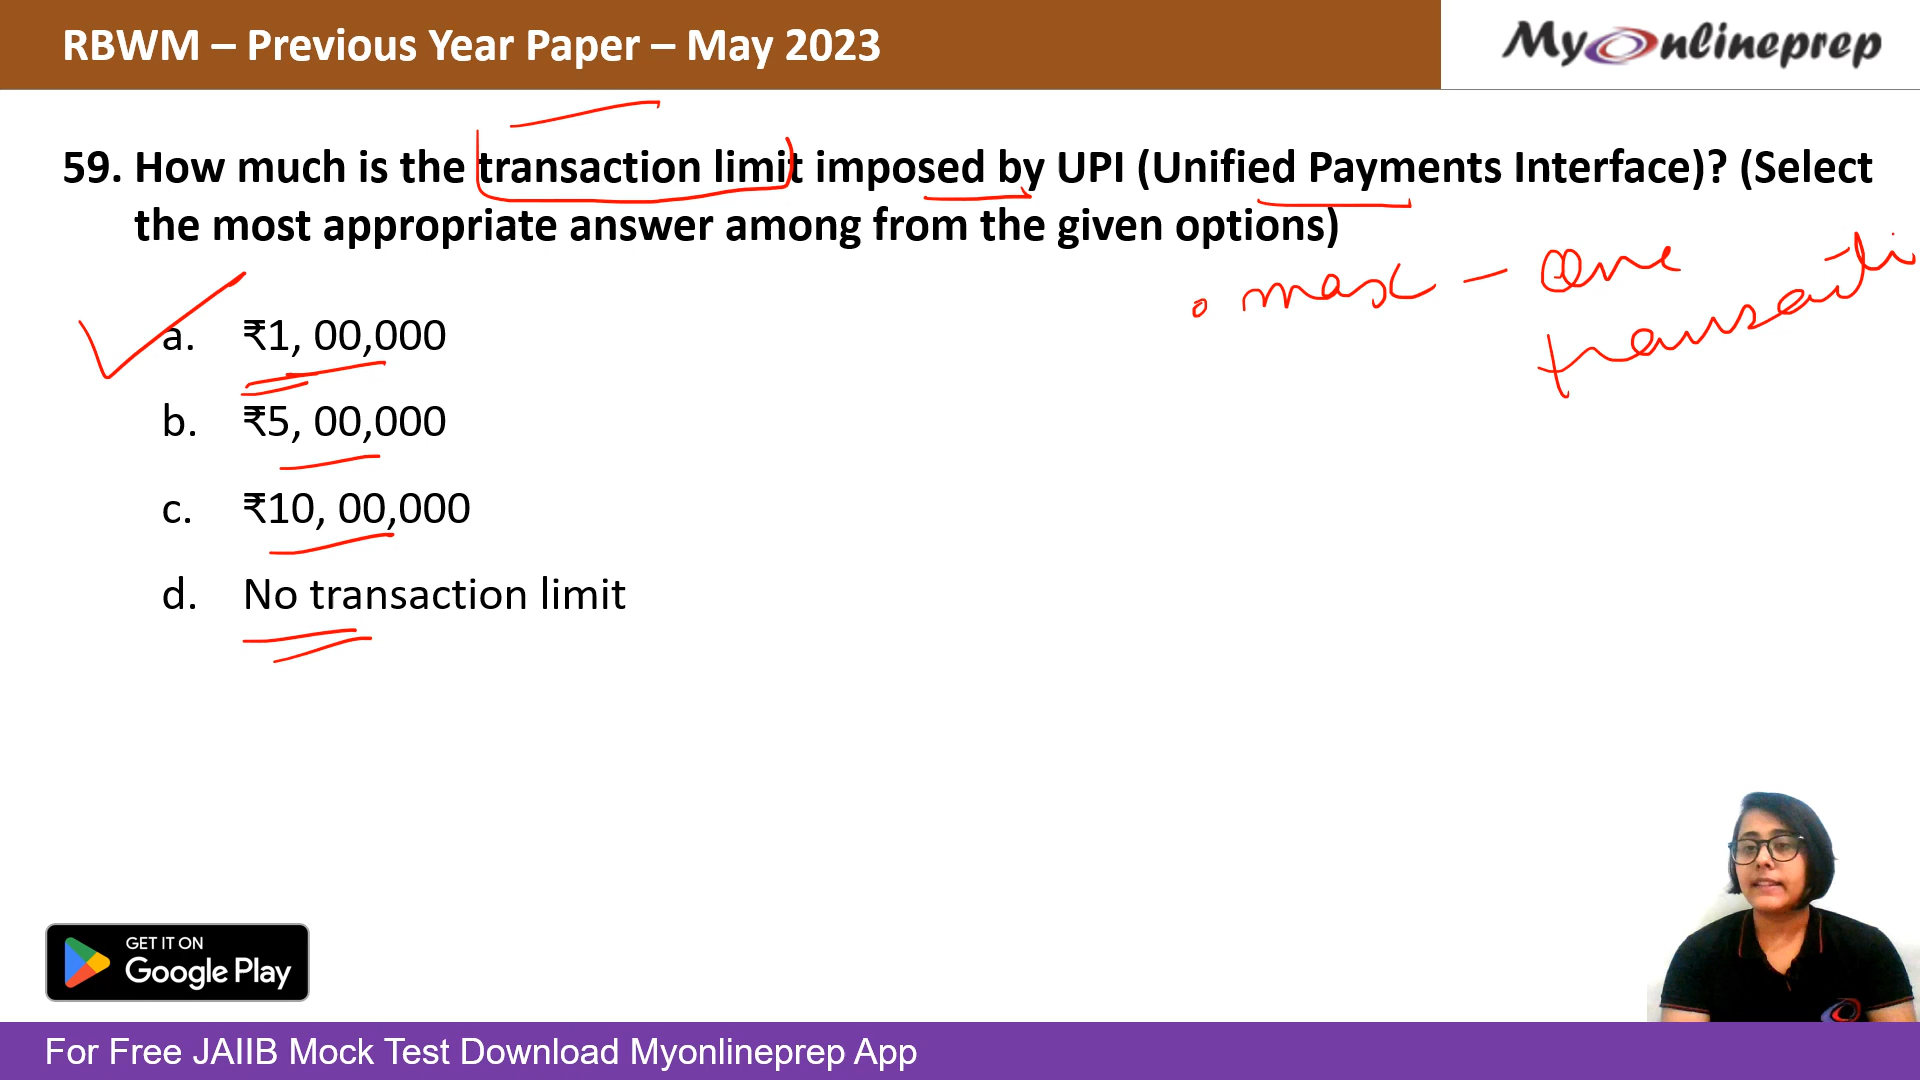 RBWM – Previous Year Paper – May 2023
Myonlineprep
59. How much is the transaction limit imposed by UPI (Unified Payments Interface)? (Select
the most appropriate answer among from the given options)
max - one
transacti
a. ₹1, 00,000
b. ₹5, 00,000
c. ₹10, 00,000
d. No transaction limit
GET IT ON
Google Play
For Free JAIIB Mock Test Download Myonlineprep App